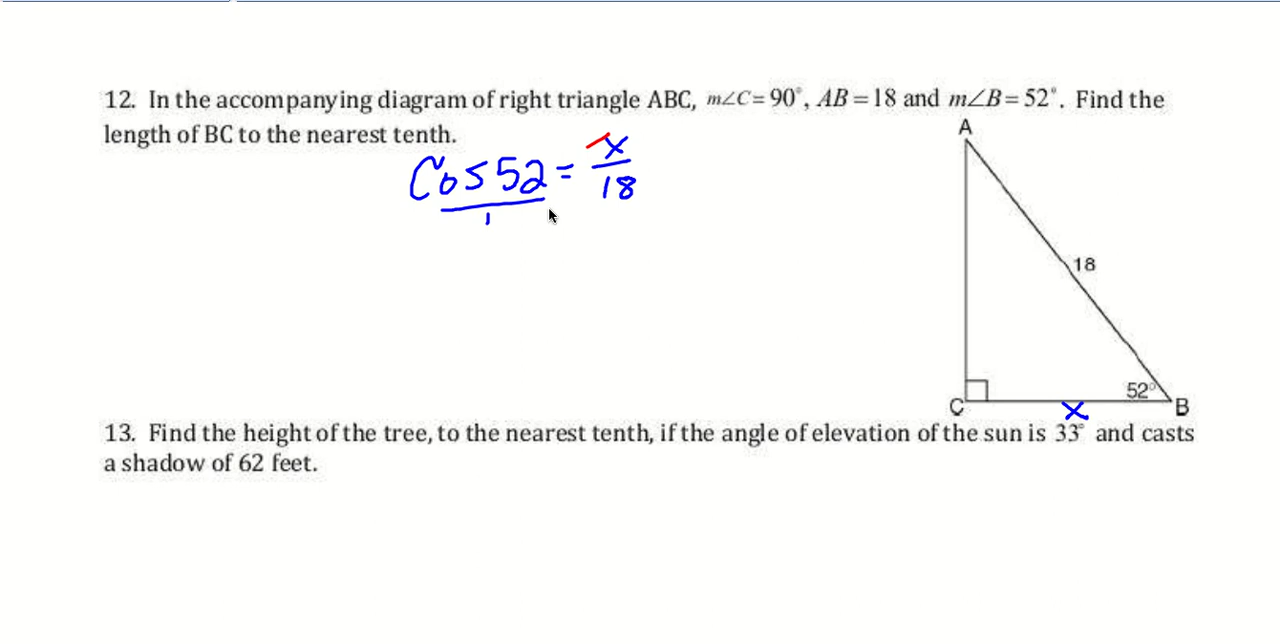 12. In the accompanying diagram of right triangle ABC, m∠C= 90°, AB = 18 and m∠B= 52°. Find the
length of BC to the nearest tenth.
A
Cos 52 = x/18
1
18
52°
C
x
B
13. Find the height of the tree, to the nearest tenth, if the angle of elevation of the sun is 33° and casts
a shadow of 62 feet.